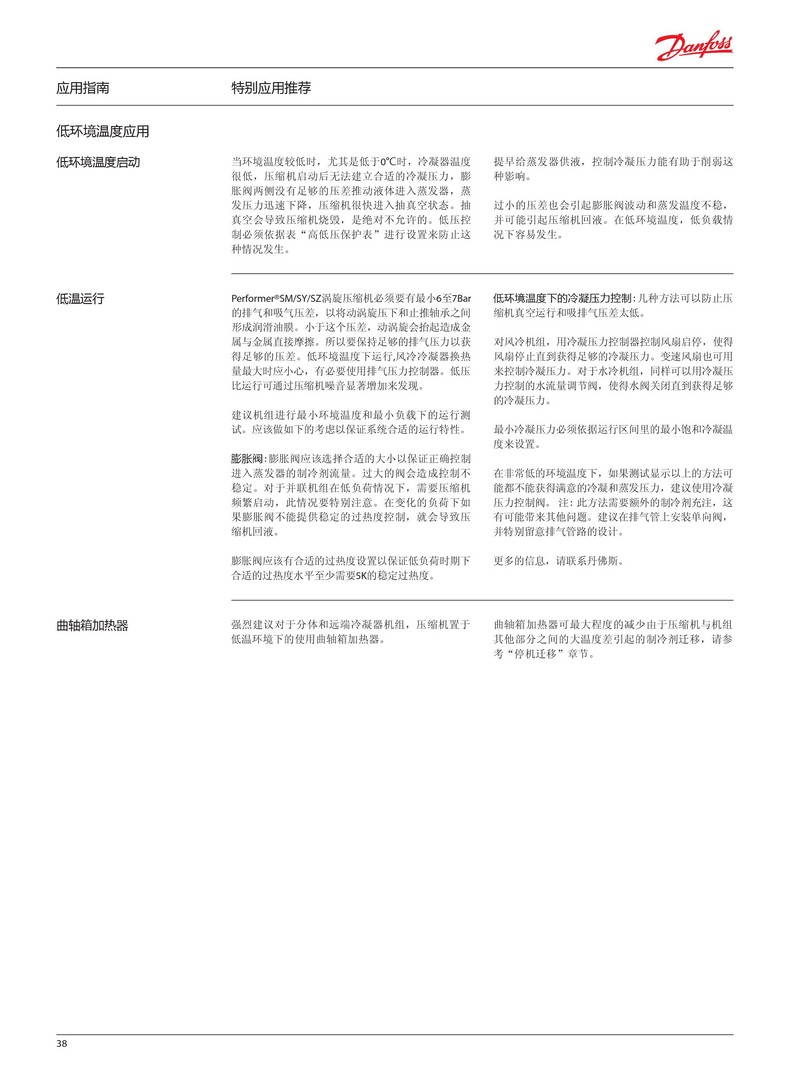 Danfoss
应用指南
特别应用推荐
低环境温度应用
低环境温度启动
当环境温度较低时，尤其是低于0℃时，冷凝器温度
很低，压缩机启动后无法建立合适的冷凝压力，膨
胀阀两侧没有足够的压差推动液体进入蒸发器，蒸
发压力迅速下降，压缩机很快进入抽真空状态。抽
真空会导致压缩机烧毁，是绝对不允许的。低压控
制必须依据表“高低压保护表”进行设置来防止这
种情况发生。
提早给蒸发器供液，控制冷凝压力能有助于削弱这
种影响。
过小的压差也会引起膨胀阀波动和蒸发温度不稳，
并可能引起压缩机回液。在低环境温度，低负载情
况下容易发生。
低温运行
Performer®SM/SY/SZ涡旋压缩机必须要有最小6至7Bar
的排气和吸气压差，以将动涡旋压下和止推轴承之间
形成润滑油膜。小于这个压差，动涡旋会抬起造成金
属与金属直接摩擦。所以要保持足够的排气压力以获
得足够的压差。低环境温度下运行,风冷冷凝器换热
量最大时应小心，有必要使用排气压力控制器。低压
比运行可通过压缩机噪音显著增加来发现。
建议机组进行最小环境温度和最小负载下的运行测
试。应该做如下的考虑以保证系统合适的运行特性。
膨胀阀：膨胀阀应该选择合适的大小以保证正确控制
进入蒸发器的制冷剂流量。过大的阀会造成控制不
稳定。对于并联机组在低负荷情况下，需要压缩机
频繁启动，此情况要特别注意。在变化的负荷下如
果膨胀阀不能提供稳定的过热度控制，就会导致压
缩机回液。
膨胀阀应该有合适的过热度设置以保证低负荷时期下
合适的过热度水平至少需要5K的稳定过热度。
低环境温度下的冷凝压力控制：几种方法可以防止压
缩机真空运行和吸排气压差太低。
对风冷机组，用冷凝压力控制器控制风扇启停，使得
风扇停止直到获得足够的冷凝压力。变速风扇也可用
来控制冷凝压力。对于水冷机组，同样可以用冷凝压
力控制的水流量调节阀，使得水阀关闭直到获得足够
的冷凝压力。
最小冷凝压力必须依据运行区间里的最小饱和冷凝温
度来设置。
在非常低的环境温度下，如果测试显示以上的方法可
能都不能获得满意的冷凝和蒸发压力，建议使用冷凝
压力控制阀。 注：此方法需要额外的制冷剂充注，这
有可能带来其他问题。建议在排气管上安装单向阀，
并特别留意排气管路的设计。
更多的信息，请联系丹佛斯。
曲轴箱加热器
强烈建议对于分体和远端冷凝器机组，压缩机置于
低温环境下的使用曲轴箱加热器。
曲轴箱加热器可最大程度的减少由于压缩机与机组
其他部分之间的大温度差引起的制冷剂迁移，请参
考“停机迁移”章节。
38